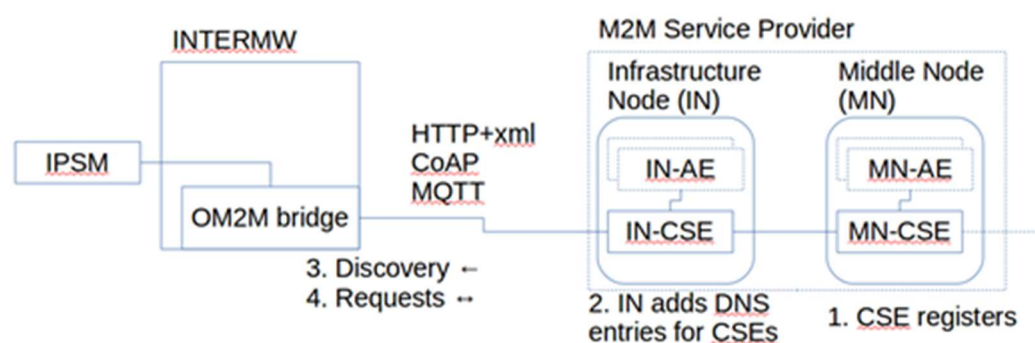 INTERMW
IPSM
OM2M bridge
HTTP+xml
CoAP
MQTT
3. Discovery ←
4. Requests ↔
M2M Service Provider
Infrastructure
Node (IN)
IN-AE
IN-CSE
2. IN adds DNS
entries for CSEs
Middle Node
(MN)
MN-AE
MN-CSE
1. CSE registers